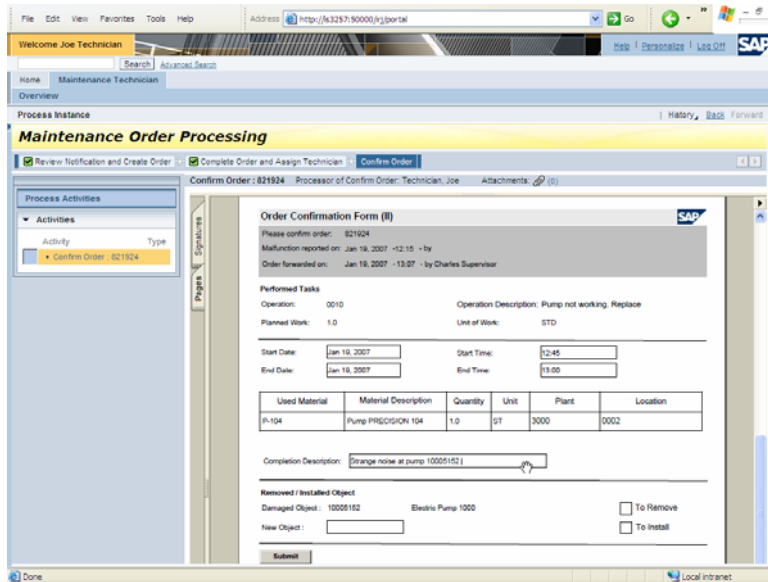 File Edit View Favorites Tools Help Address http://ls3257:50000/irj/portal Go
Welcome Joe Technician Help Personalize Log Off SAP
Search Advanced Search
Home Maintenance Technician
Overview
Process Instance History Back Forward
Maintenance Order Processing
Review Notification and Create Order Complete Order and Assign Technician Confirm Order
Confirm Order : 821924 Processor of Confirm Order: Technician, Joe Attachments: (0)
Process Activities
Activities
Activity Type
Confirm Order : 821924
Signatures
Pages
Order Confirmation Form (II) SAP
Please confirm order: 821924
Malfunction reported on: Jan 19, 2007 -12:15 - by
Order forwarded on: Jan 19, 2007 -13:07 - by Charles Supervisor
Performed Tasks
Operation: 0010 Operation Description: Pump not working, Replace
Planned Work: 1.0 Unit of Work: STD
Start Date: Jan 19, 2007 Start Time: 12:45
End Date: Jan 19, 2007 End Time: 13:00
Used Material Material Description Quantity Unit Plant Location
P-104 Pump PRECISION 104 1.0 ST 3000 0002
Completion Description: Strange noise at pump 10005152
Removed / Installed Object
Damaged Object : 10005152 Electric Pump 1000 To Remove
New Object : To Install
Submit
Done Local intranet